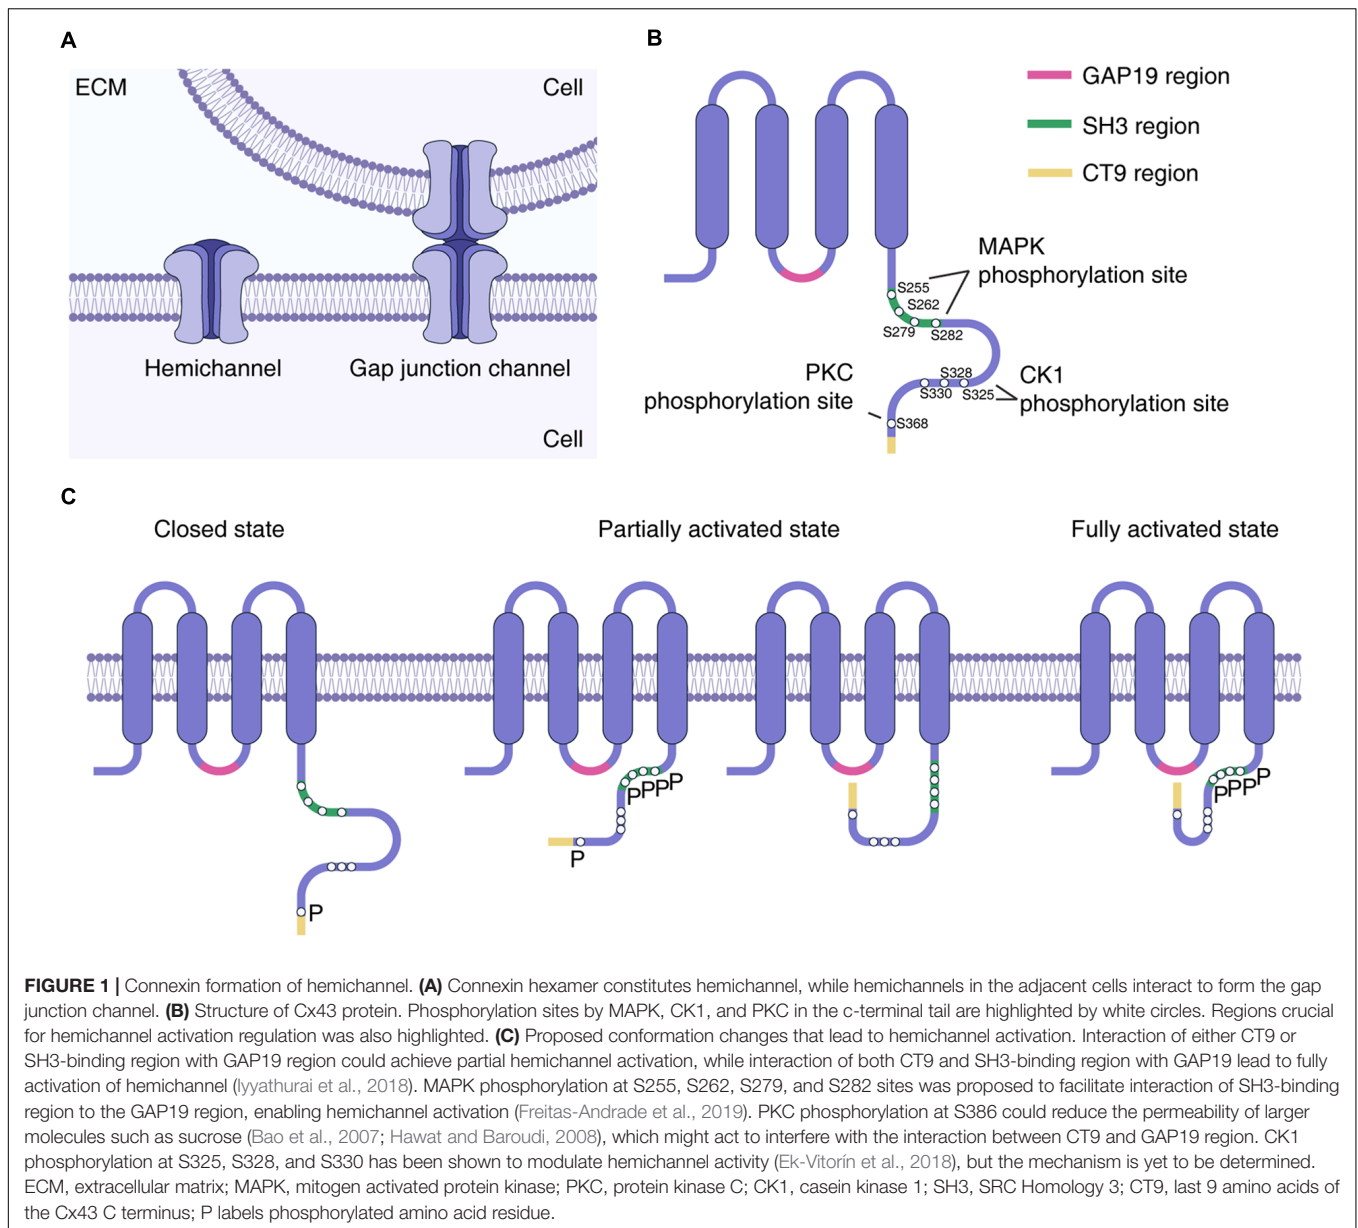 A
ECM
Cell
Hemichannel
Gap junction channel
Cell
B
GAP19 region
SH3 region
CT9 region
MAPK
phosphorylation site
S255
S262
S279
S282
PKC
phosphorylation site
S328
S330
S325
CK1
phosphorylation site
S368
C
Closed state
Partially activated state
Fully activated state
P
P
P
P
P
P
P
P
P
P
FIGURE 1 | Connexin formation of hemichannel. (A) Connexin hexamer constitutes hemichannel, while hemichannels in the adjacent cells interact to form the gap
junction channel. (B) Structure of Cx43 protein. Phosphorylation sites by MAPK, CK1, and PKC in the c-terminal tail are highlighted by white circles. Regions crucial
for hemichannel activation regulation was also highlighted. (C) Proposed conformation changes that lead to hemichannel activation. Interaction of either CT9 or
SH3-binding region with GAP19 region could achieve partial hemichannel activation, while interaction of both CT9 and SH3-binding region with GAP19 lead to fully
activation of hemichannel (Iyyathurai et al., 2018). MAPK phosphorylation at S255, S262, S279, and S282 sites was proposed to facilitate interaction of SH3-binding
region to the GAP19 region, enabling hemichannel activation (Freitas-Andrade et al., 2019). PKC phosphorylation at S386 could reduce the permeability of larger
molecules such as sucrose (Bao et al., 2007; Hawat and Baroudi, 2008), which might act to interfere with the interaction between CT9 and GAP19 region. CK1
phosphorylation at S325, S328, and S330 has been shown to modulate hemichannel activity (Ek-Vitorín et al., 2018), but the mechanism is yet to be determined.
ECM, extracellular matrix; MAPK, mitogen activated protein kinase; PKC, protein kinase C; CK1, casein kinase 1; SH3, SRC Homology 3; CT9, last 9 amino acids of
the Cx43 C terminus; P labels phosphorylated amino acid residue.